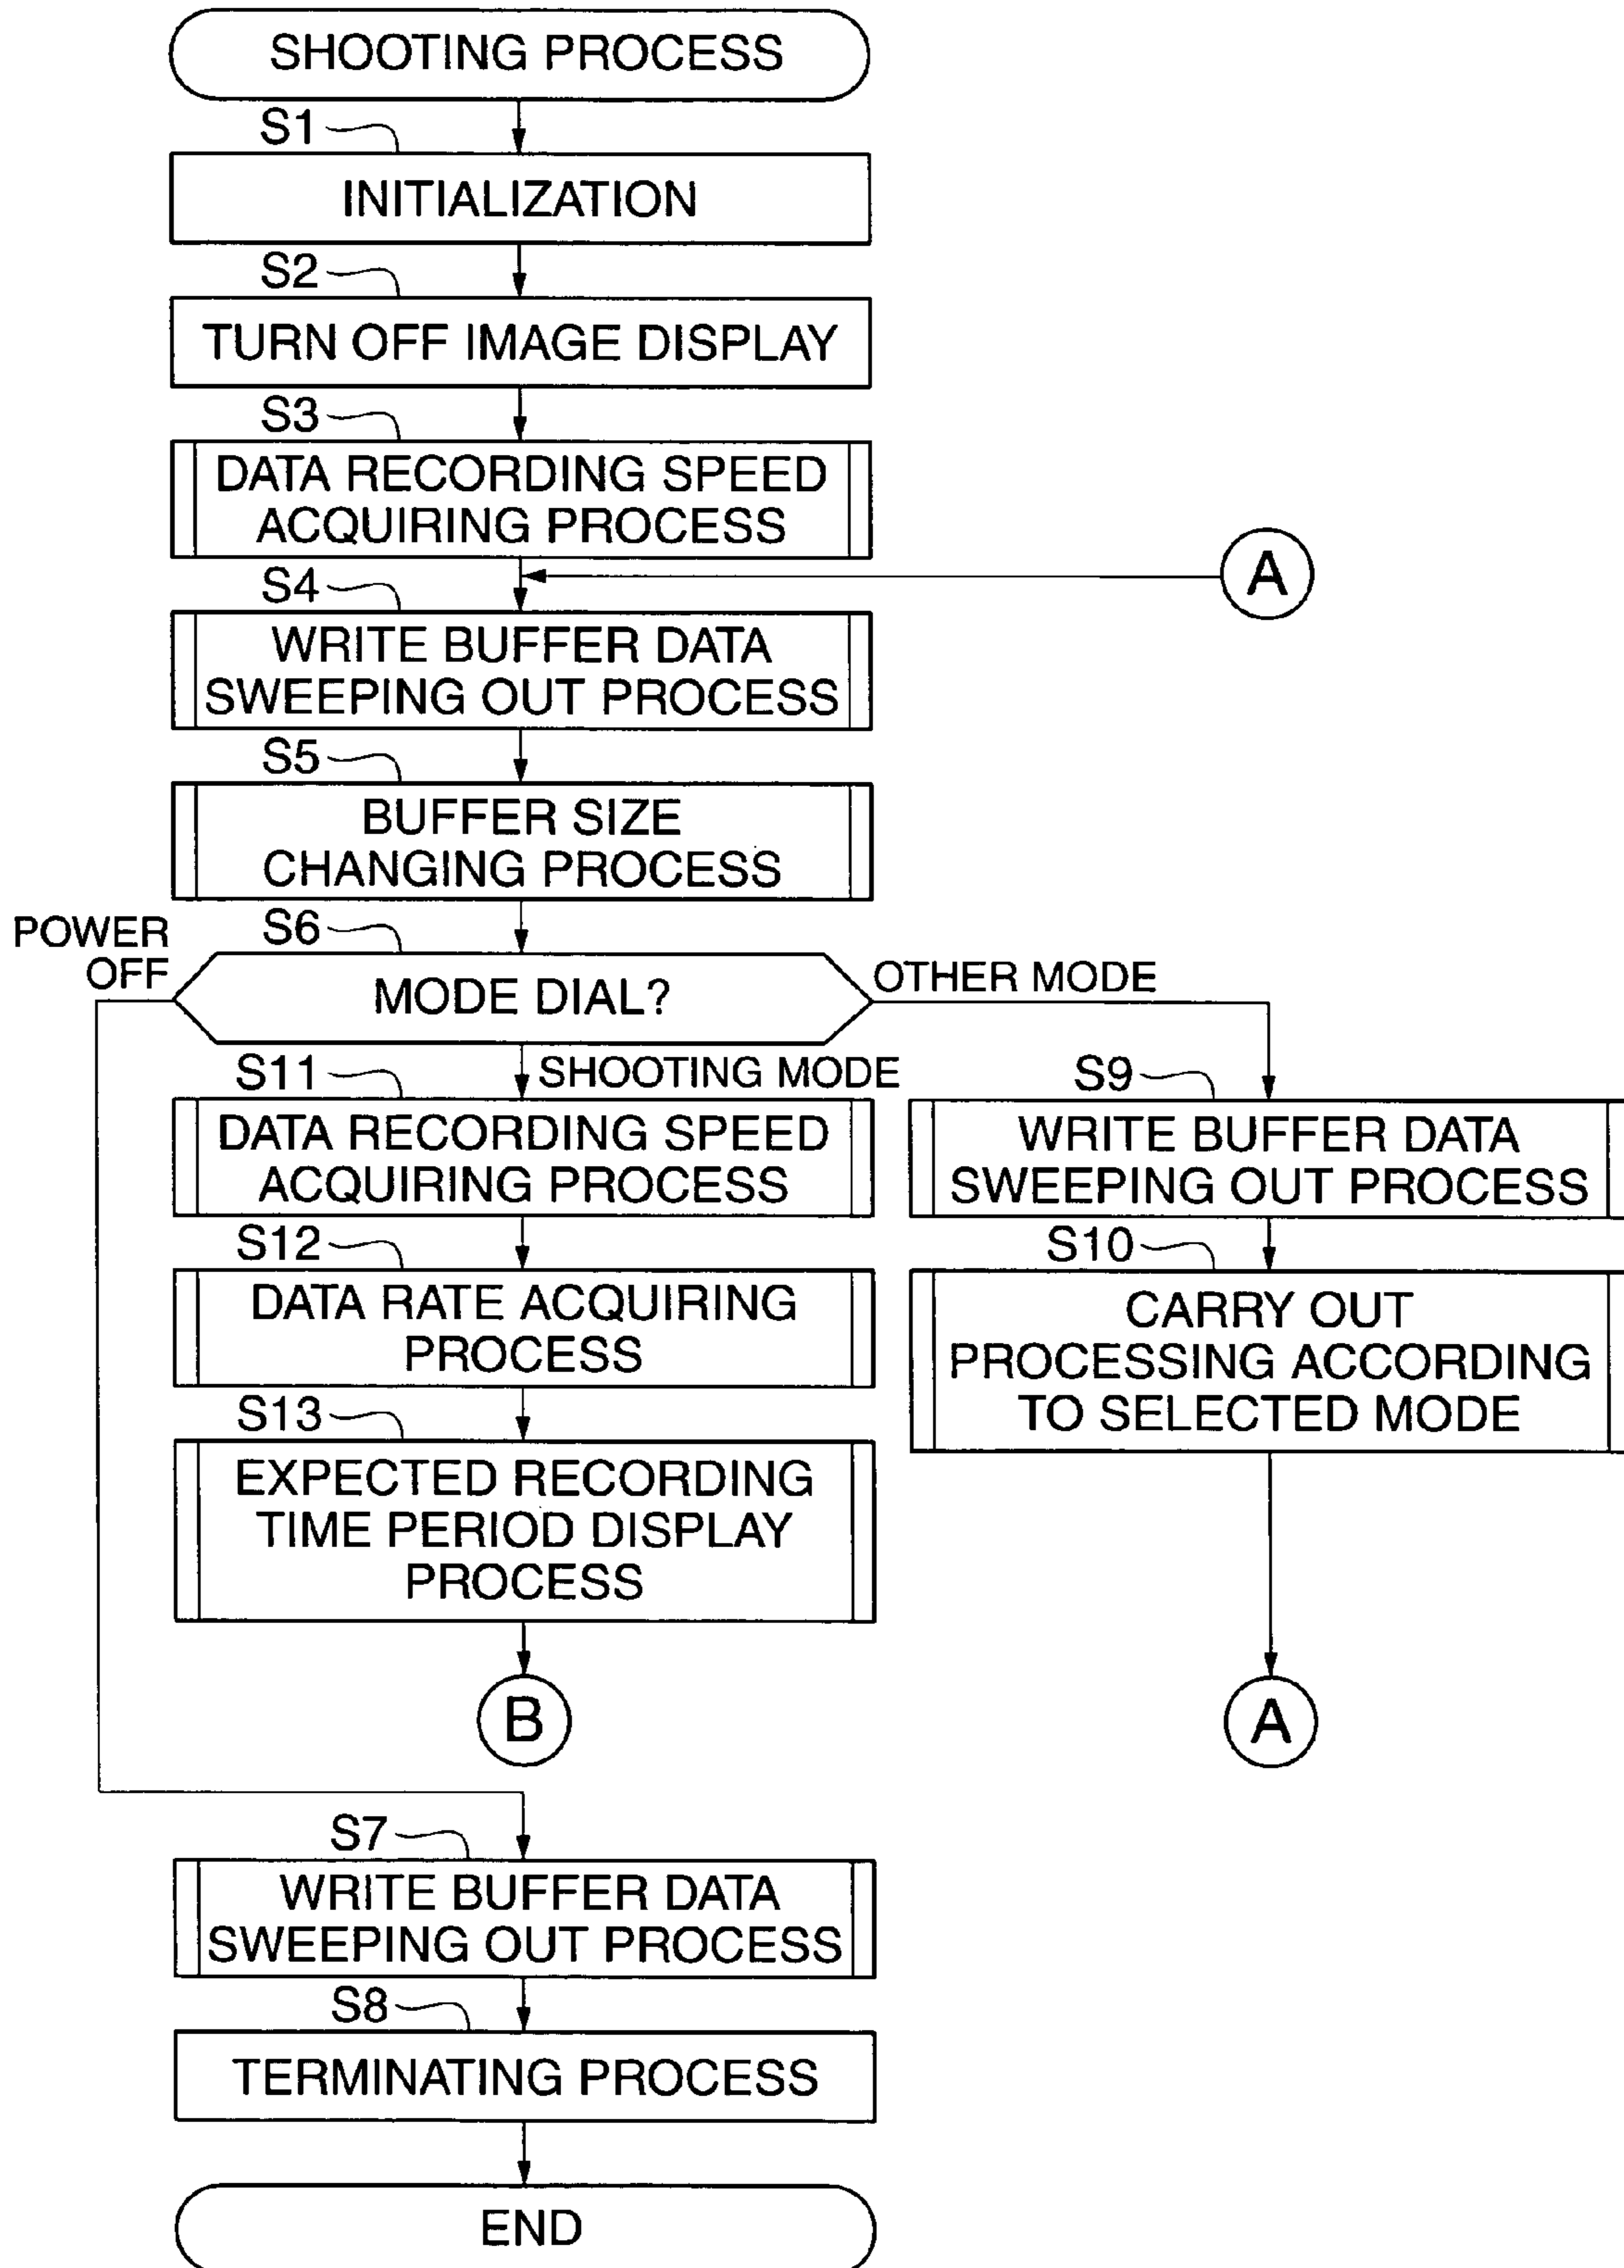 SHOOTING PROCESS
S1
INITIALIZATION
S2
TURN OFF IMAGE DISPLAY
S3
DATA RECORDING SPEED
ACQUIRING PROCESS
A
S4
WRITE BUFFER DATA
SWEEPING OUT PROCESS
S5
BUFFER SIZE
CHANGING PROCESS
S6
POWER
OFF
MODE DIAL?
OTHER MODE
SHOOTING MODE
S11
DATA RECORDING SPEED
ACQUIRING PROCESS
S12
DATA RATE ACQUIRING
PROCESS
S13
EXPECTED RECORDING
TIME PERIOD DISPLAY
PROCESS
B
S9
WRITE BUFFER DATA
SWEEPING OUT PROCESS
S10
CARRY OUT
PROCESSING ACCORDING
TO SELECTED MODE
A
S7
WRITE BUFFER DATA
SWEEPING OUT PROCESS
S8
TERMINATING PROCESS
END